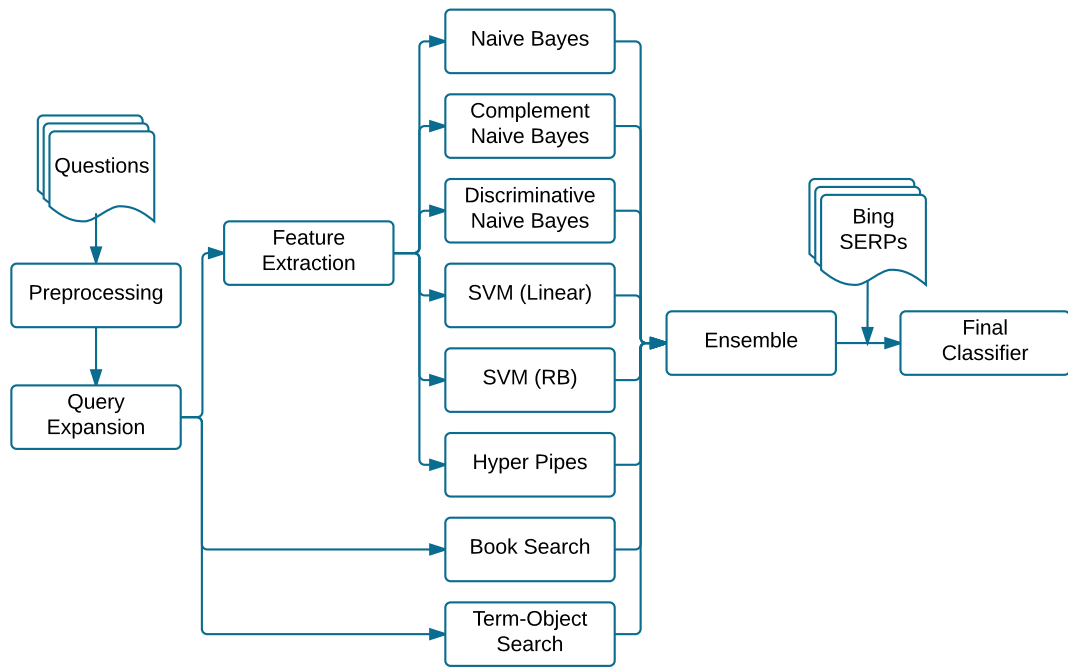 Questions
Preprocessing
Query
Expansion
Feature
Extraction
Naive Bayes
Complement
Naive Bayes
Discriminative
Naive Bayes
SVM (Linear)
SVM (RB)
Hyper Pipes
Book Search
Term-Object
Search
Ensemble
Bing
SERPs
Final
Classifier